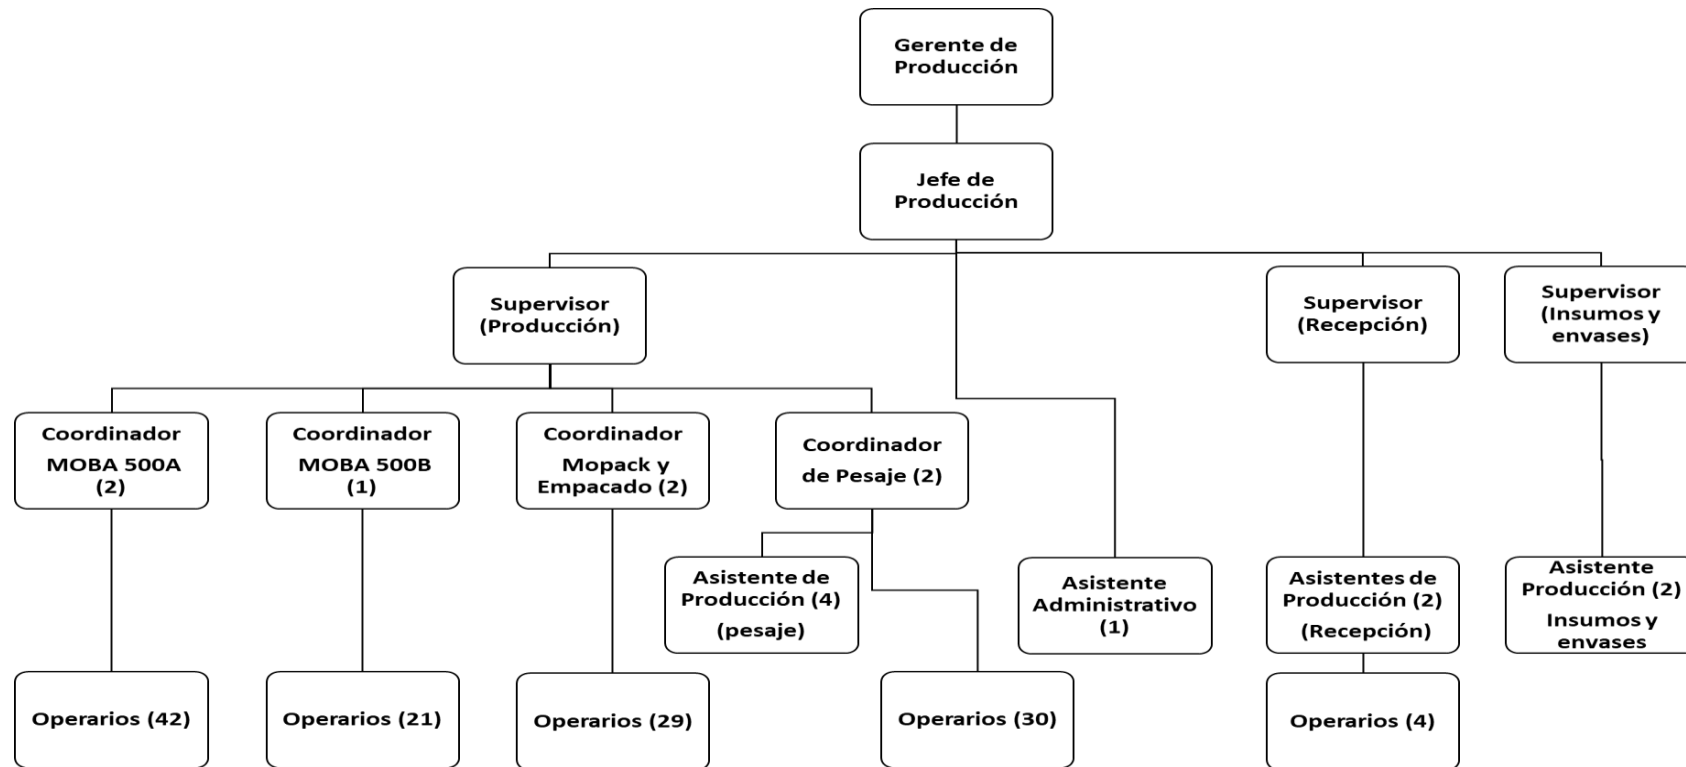 Gerente de
Producción
Jefe de
Producción
Supervisor
(Producción)
Supervisor
(Recepción)
Supervisor
(Insumos y
envases)
Coordinador
MOBA 500A
(2)
Coordinador
MOBA 500B
(1)
Coordinador
Mopack y
Empacado (2)
Coordinador
de Pesaje (2)
Asistente de
Producción (4)
(pesaje)
Asistente
Administrativo
(1)
Asistentes de
Producción (2)
(Recepción)
Asistente
Producción (2)
Insumos y
envases
Operarios (42)
Operarios (21)
Operarios (29)
Operarios (30)
Operarios (4)